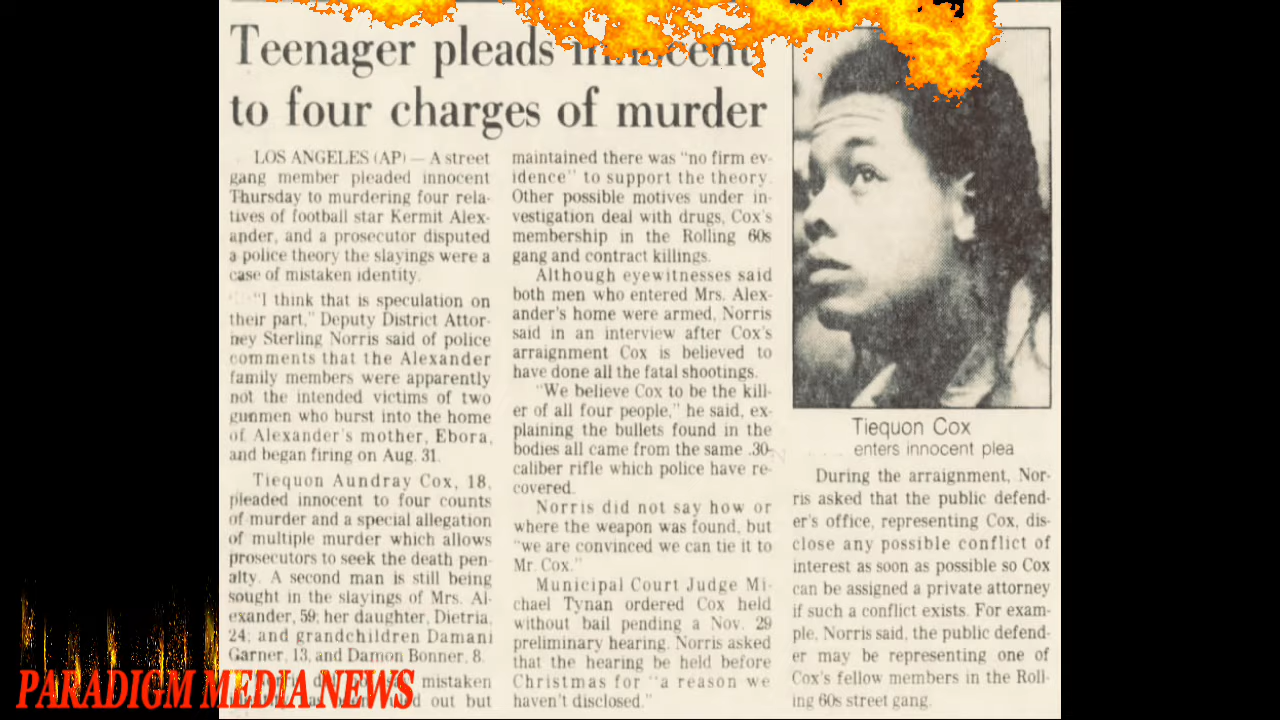 Teenager pleads innocent
to four charges of murder
LOS ANGELES (AP) — A street
gang member pleaded innocent
Thursday to murdering four rela-
tives of football star Kermit Alex-
ander, and a prosecutor disputed
a police theory the slayings were a
case of mistaken identity.
"I think that is speculation on
their part," Deputy District Attor-
ney Sterling Norris said of police
comments that the Alexander
family members were apparently
not the intended victims of two
gunmen who burst into the home
of Alexander's mother, Ebora,
and began firing on Aug. 31.
Tiequon Aundray Cox, 18,
pleaded innocent to four counts
of murder and a special allegation
of multiple murder which allows
prosecutors to seek the death pen-
alty. A second man is still being
sought in the slayings of Mrs. Al-
exander, 59; her daughter, Dietria,
24; and grandchildren Damani
Garner, 13, and Damon Bonner, 8.
mistaken
out but
maintained there was "no firm ev-
idence" to support the theory.
Other possible motives under in-
vestigation deal with drugs, Cox's
membership in the Rolling 60s
gang and contract killings.
Although eyewitnesses said
both men who entered Mrs. Alex-
ander's home were armed, Norris
said in an interview after Cox's
arraignment Cox is believed to
have done all the fatal shootings.
"We believe Cox to be the kill-
er of all four people," he said, ex-
plaining the bullets found in the
bodies all came from the same .30-
caliber rifle which police have re-
covered.
Norris did not say how or
where the weapon was found, but
"we are convinced we can tie it to
Mr. Cox."
Municipal Court Judge Mi-
chael Tynan ordered Cox held
without bail pending a Nov. 29
preliminary hearing. Norris asked
that the hearing be held before
Christmas for "a reason we
haven't disclosed."
Tiequon Cox
enters innocent plea
During the arraignment, Nor-
ris asked that the public defend-
er's office, representing Cox, dis-
close any possible conflict of
interest as soon as possible so Cox
can be assigned a private attorney
if such a conflict exists. For exam-
ple, Norris said, the public defend-
er may be representing one of
Cox's fellow members in the Roll-
ing 60s street gang.
PARADIGM MEDIA NEWS